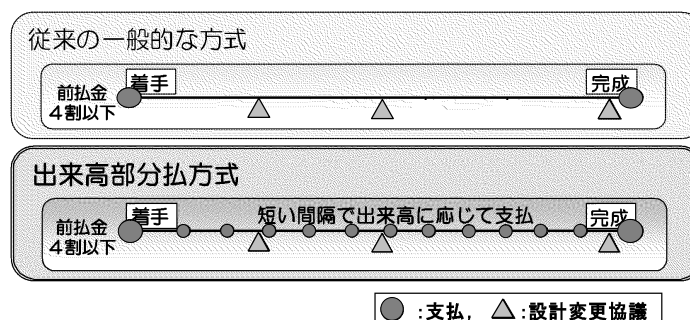 従来の一般的な方式
着手
完成
前払金
4割以下
出来高部分払方式
着手
短い間隔で出来高に応じて支払
完成
前払金
4割以下
:支払, :設計変更協議